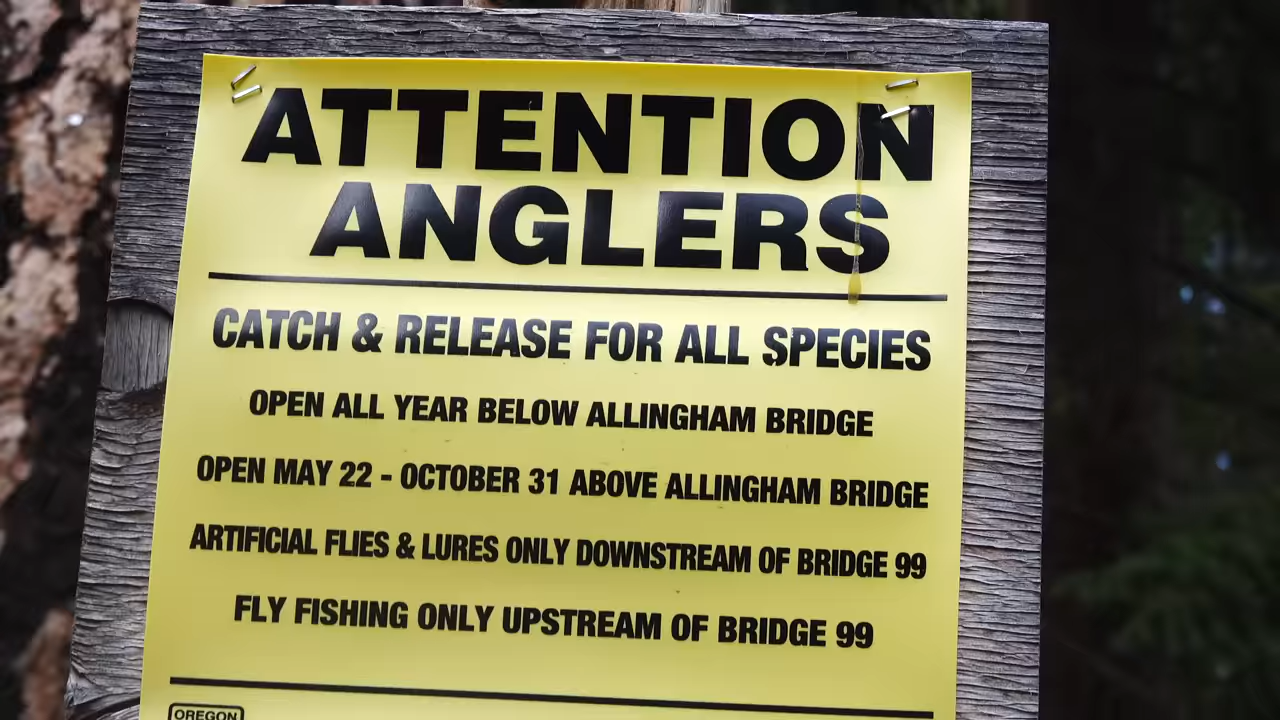 ATTENTION
ANGLERS
CATCH & RELEASE FOR ALL SPECIES
OPEN ALL YEAR BELOW ALLINGHAM BRIDGE
OPEN MAY 22 - OCTOBER 31 ABOVE ALLINGHAM BRIDGE
ARTIFICIAL FLIES & LURES ONLY DOWNSTREAM OF BRIDGE 99
FLY FISHING ONLY UPSTREAM OF BRIDGE 99
OREGON